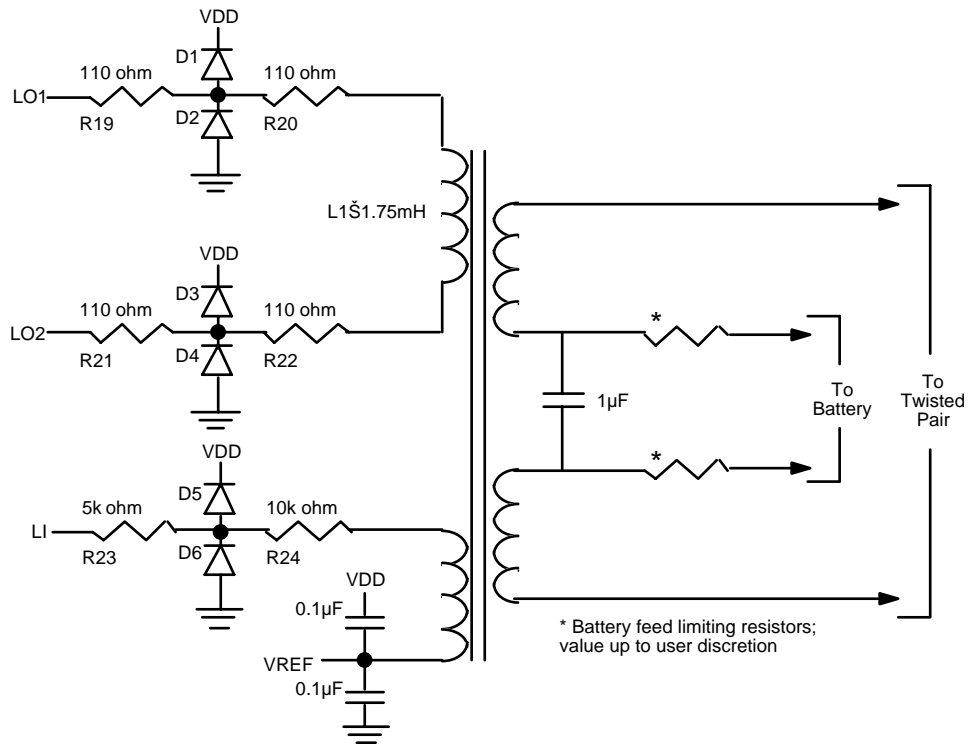 VDD
D1
110 ohm
110 ohm
LO1
D2
R19
R20
L1Š1.75mH
VDD
D3
110 ohm
110 ohm
LO2
D4
R21
R22
*
1µF
To
Battery
To
Twisted
Pair
*
VDD
D5
5k ohm
10k ohm
LI
D6
R23
R24
VDD
0.1µF
VREF
0.1µF
* Battery feed limiting resistors;
value up to user discretion